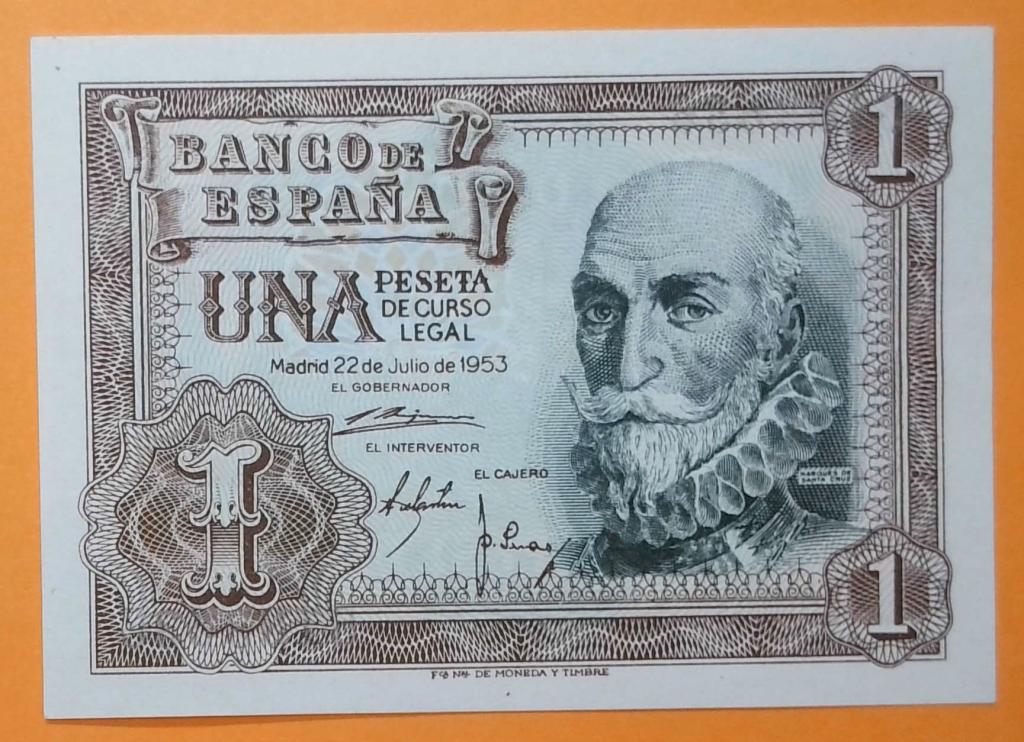 BANCO DE
ESPAÑA
1
UNA PESETA
DE CURSO
LEGAL
Madrid 22 de Julio de 1953
EL GOBERNADOR
EL INTERVENTOR
EL CAJERO
MARQUES DE
SANTA CRUZ
1
1
Fca Nal DE MONEDA Y TIMBRE